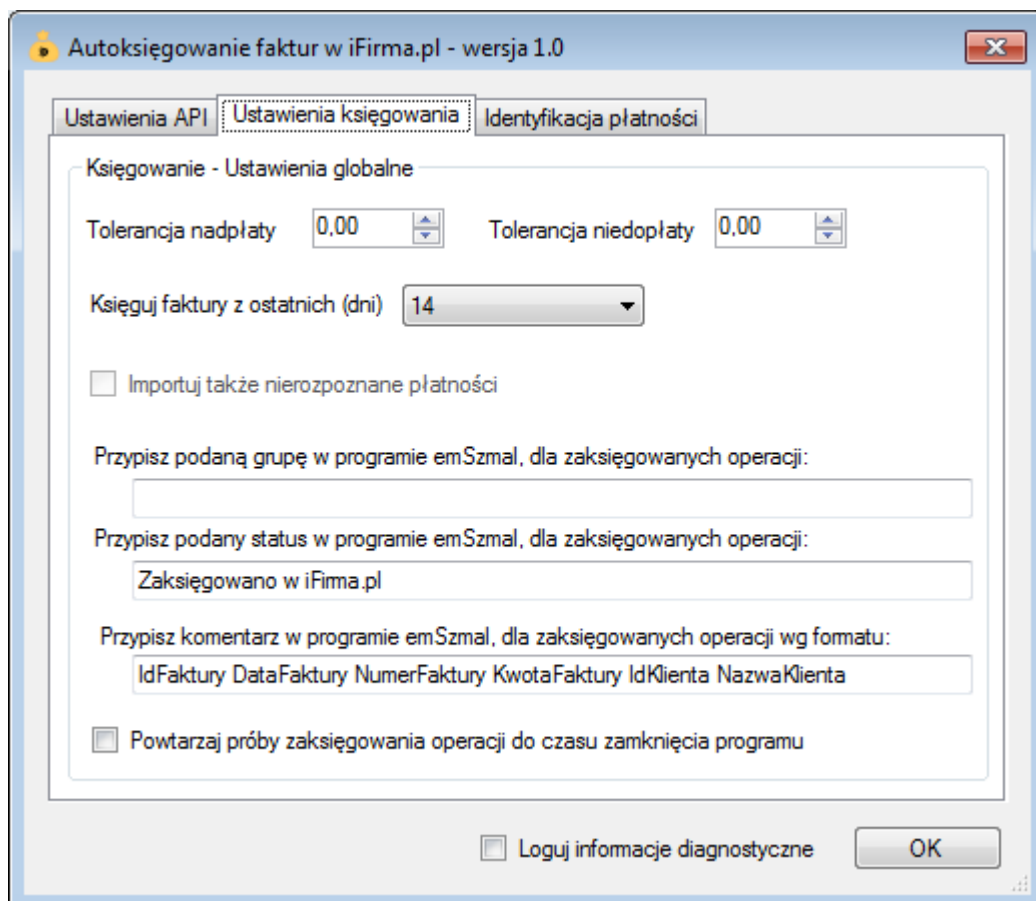 Autoksięgowanie faktur w iFirma.pl - wersja 1.0
Ustawienia API Ustawienia księgowania Identyfikacja płatności
Księgowanie - Ustawienia globalne
Tolerancja nadpłaty 0,00 Tolerancja niedopłaty 0,00
Księguj faktury z ostatnich (dni) 14
Importuj także nierozpoznane płatności
Przypisz podaną grupę w programie emSzmal, dla zaksięgowanych operacji:
Przypisz podany status w programie emSzmal, dla zaksięgowanych operacji:
Zaksięgowano w iFirma.pl
Przypisz komentarz w programie emSzmal, dla zaksięgowanych operacji wg formatu:
IdFaktury DataFaktury NumerFaktury KwotaFaktury IdKlienta NazwaKlienta
Powtarzaj próby zaksięgowania operacji do czasu zamknięcia programu
Loguj informacje diagnostyczne OK